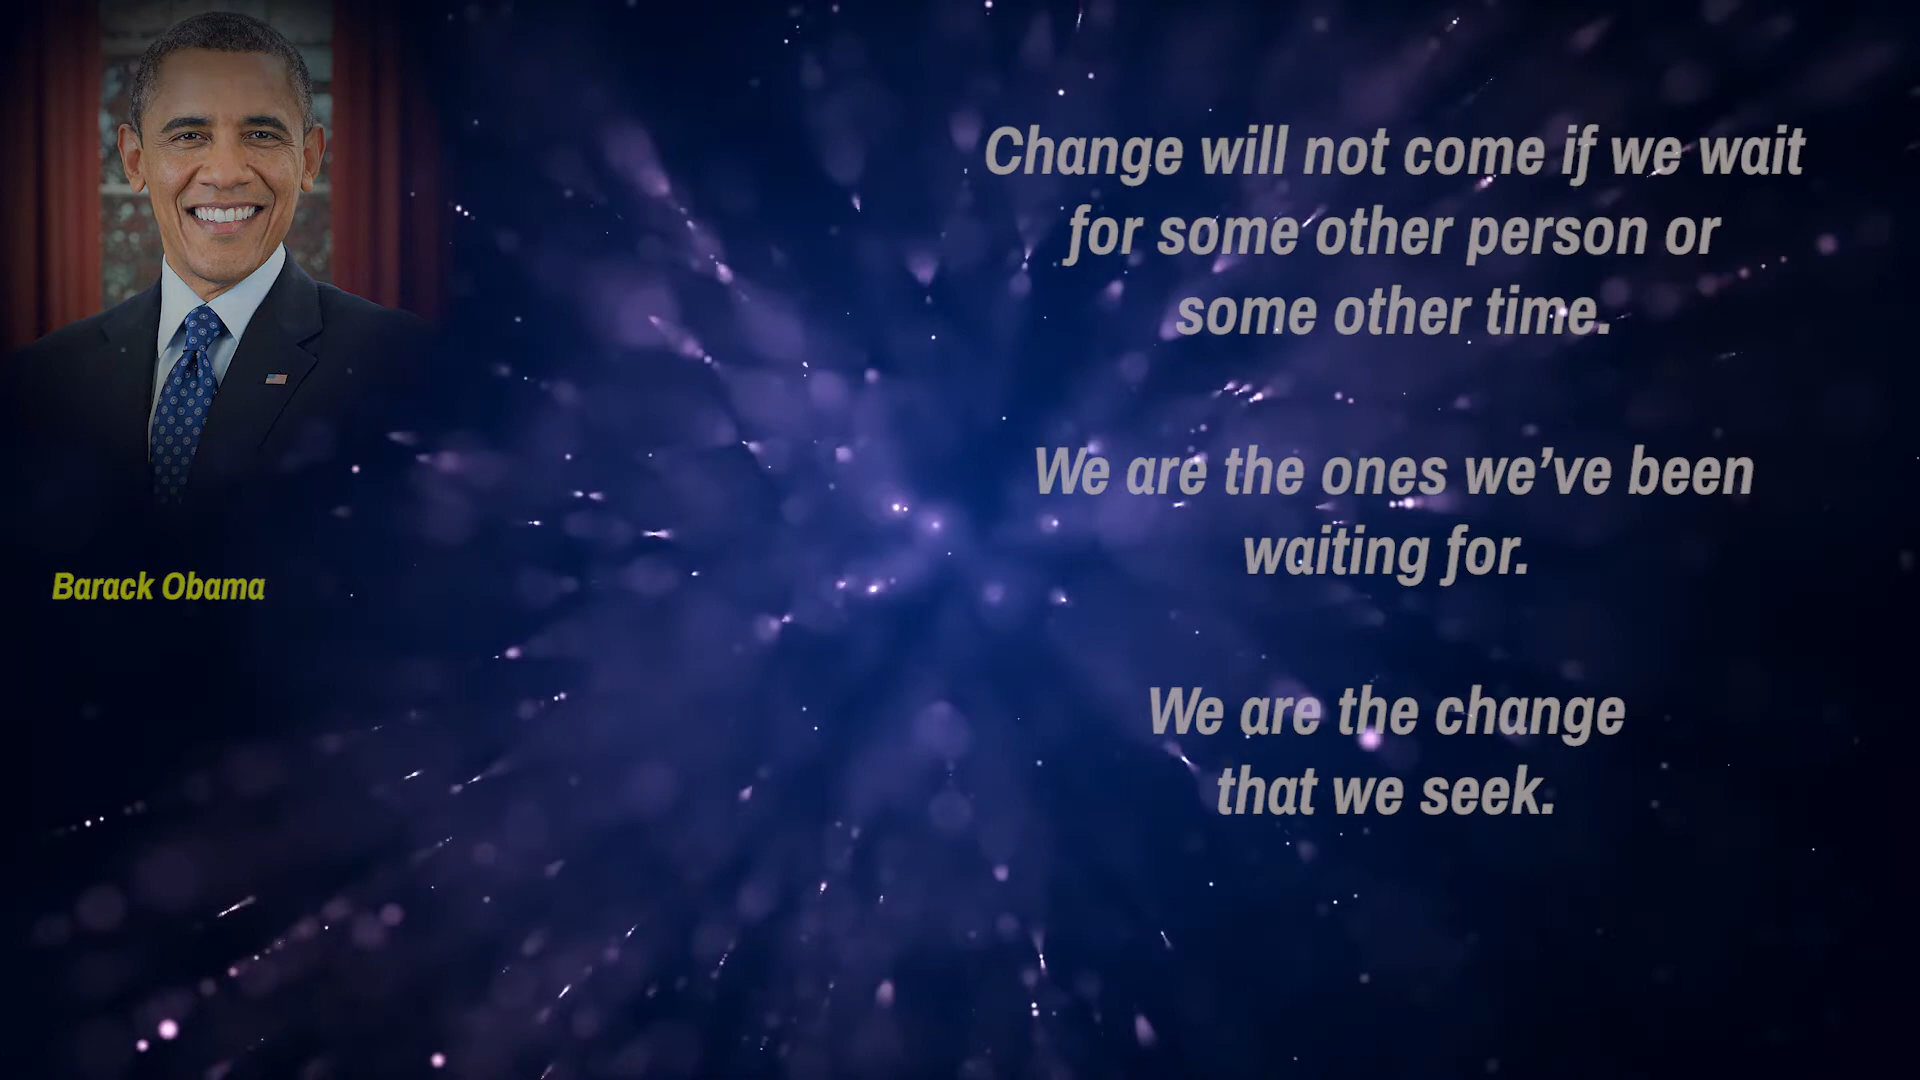 Change will not come if we wait
for some other person or
some other time.
We are the ones we’ve been
waiting for.
We are the change
that we seek.
Barack Obama